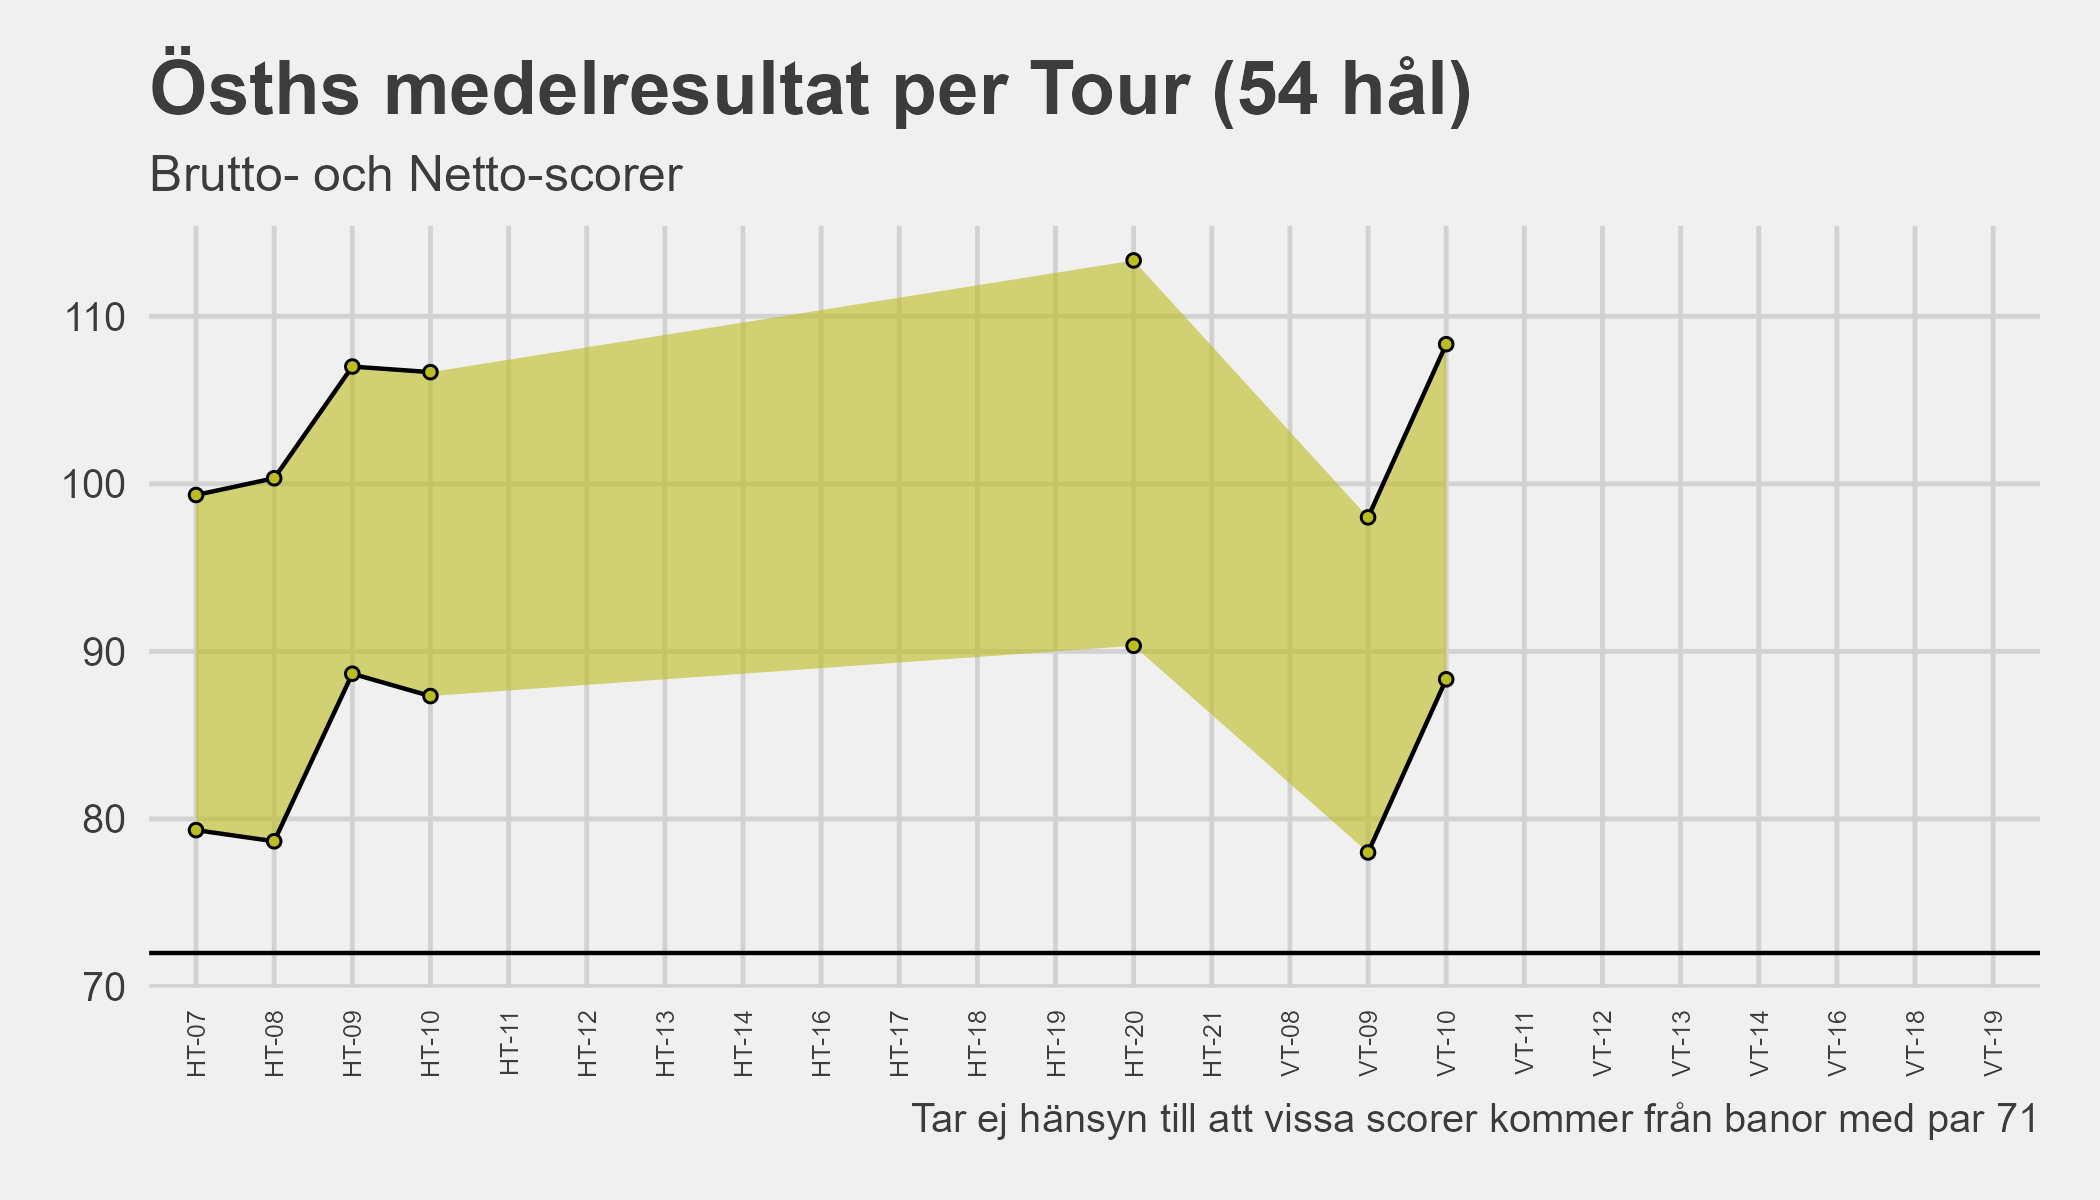 Ösths medelresultat per Tour (54 hål)
Brutto- och Netto-scorer
110
100
90
80
70
HT-07
HT-08
HT-09
HT-10
HT-11
HT-12
HT-13
HT-14
HT-16
HT-17
HT-18
HT-19
HT-20
HT-21
VT-08
VT-09
VT-10
VT-11
VT-12
VT-13
VT-14
VT-16
VT-18
VT-19
Tar ej hänsyn till att vissa scorer kommer från banor med par 71